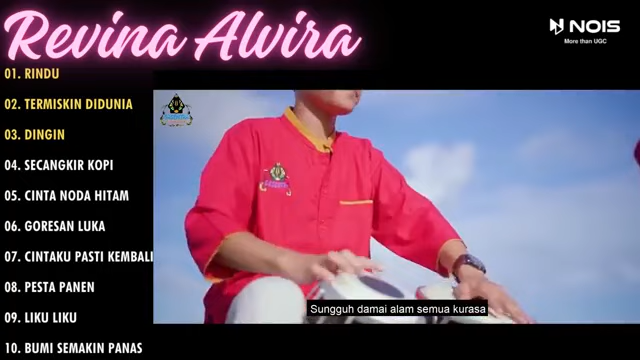 Revina Alvira
NOIS
More than UGC
01. RINDU
02. TERMISKIN DIDUNIA
03. DINGIN
04. SECANGKIR KOPI
05. CINTA NODA HITAM
06. GORESAN LUKA
07. CINTAKU PASTI KEMBALI
08. PESTA PANEN
09. LIKU LIKU
10. BUMI SEMAKIN PANAS
Sungguh damai alam semua kurasa